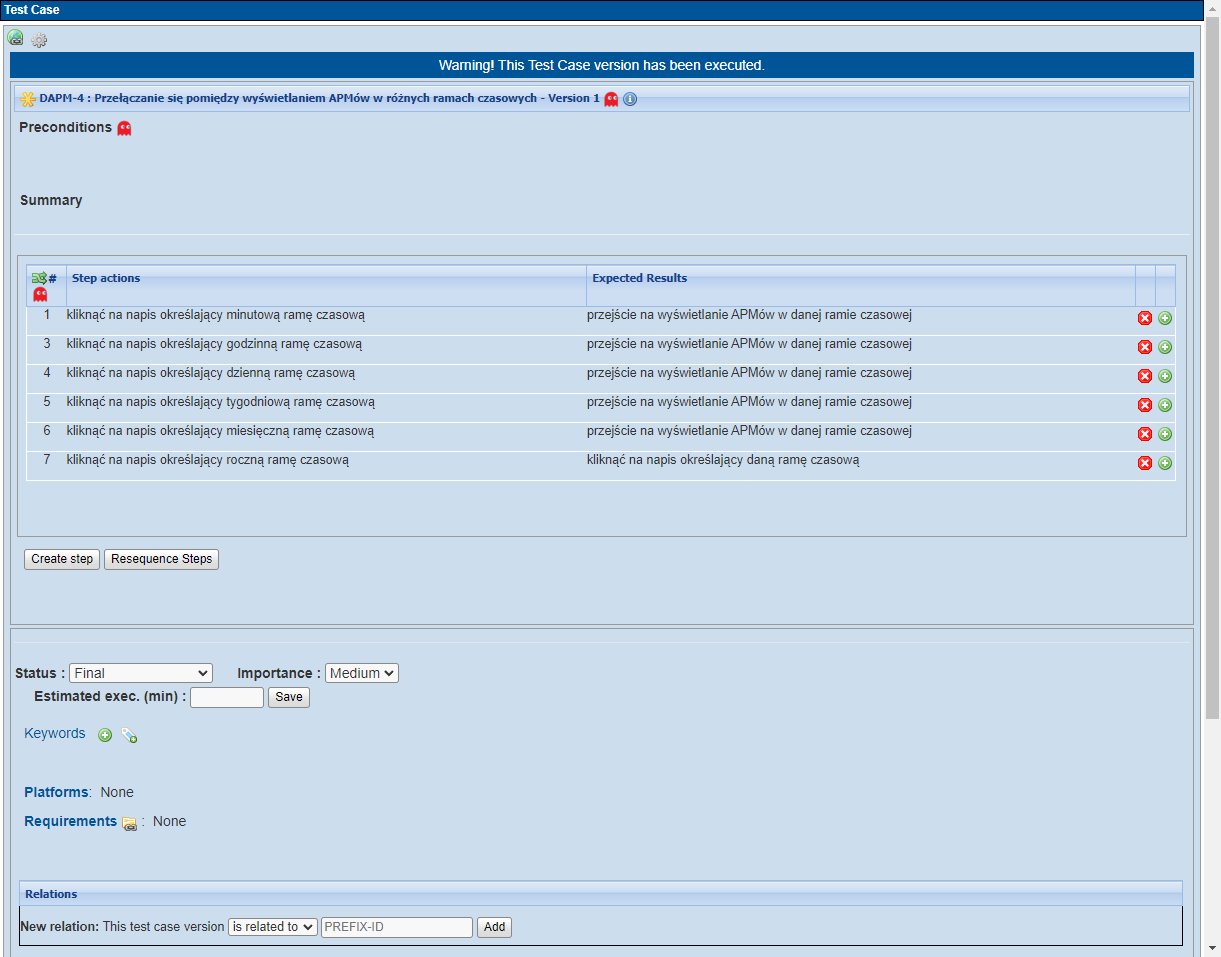 Test Case
Warning! This Test Case version has been executed.
DAPM-4 : Przełączanie się pomiędzy wyświetlaniem APMów w różnych ramach czasowych - Version 1
Preconditions
Summary
# Step actions Expected Results
1 kliknąć na napis określający minutową ramę czasową przejście na wyświetlanie APMów w danej ramie czasowej
3 kliknąć na napis określający godzinną ramę czasową przejście na wyświetlanie APMów w danej ramie czasowej
4 kliknąć na napis określający dzienną ramę czasową przejście na wyświetlanie APMów w danej ramie czasowej
5 kliknąć na napis określający tygodniową ramę czasową przejście na wyświetlanie APMów w danej ramie czasowej
6 kliknąć na napis określający miesięczną ramę czasową przejście na wyświetlanie APMów w danej ramie czasowej
7 kliknąć na napis określający roczną ramę czasową kliknąć na napis określający daną ramę czasową
Create step Resequence Steps
Status : Final Importance : Medium
Estimated exec. (min) : Save
Keywords
Platforms: None
Requirements : None
Relations
New relation: This test case version is related to PREFIX-ID Add